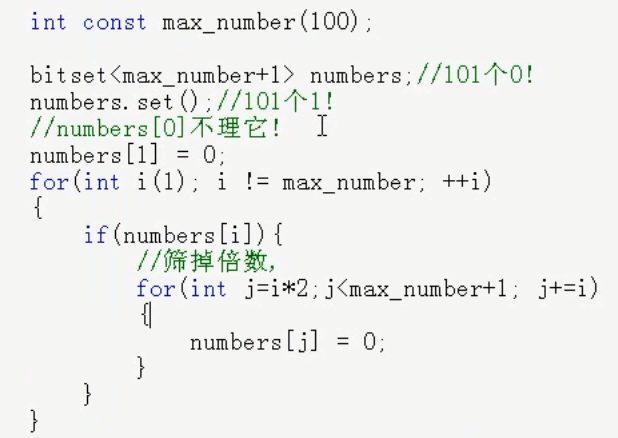 int const max_number(100);
bitset<max_number+1> numbers;//101个0!
numbers.set();//101个1!
//numbers[0]不理它!
numbers[1] = 0;
for(int i(1); i != max_number; ++i)
{
if(numbers[i]){
//筛掉倍数,
for(int j=i*2;j<max_number+1; j+=i)
{
numbers[j] = 0;
}
}
}